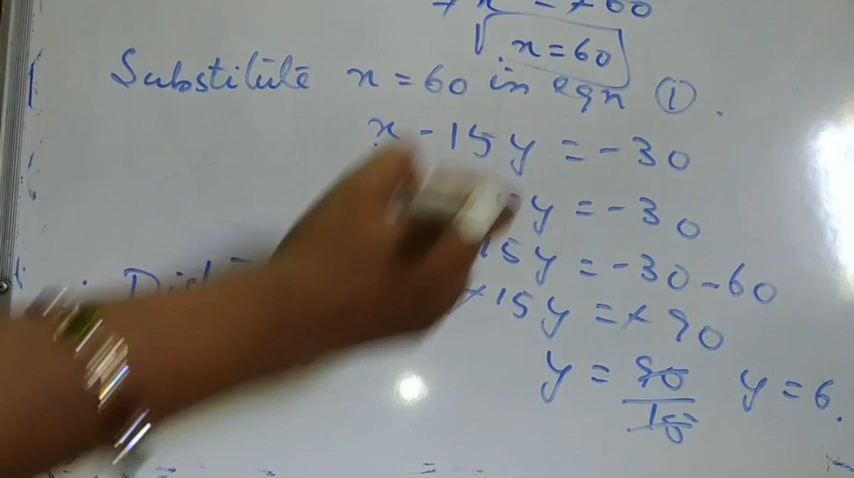 x = 60
Substitute x = 60 in eqn ①.
x - 15y = -30
y = -30
15y = -30 - 60
+15y = +90
y = 90/15 y = 6.